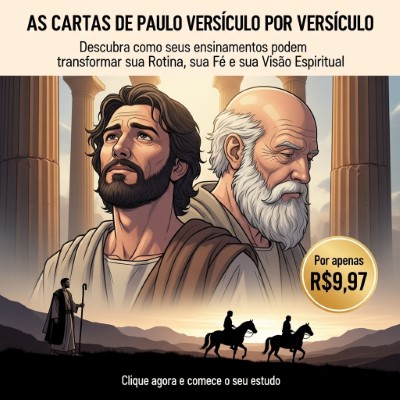 AS CARTAS DE PAULO VERSÍCULO POR VERSÍCULO
Descubra como seus ensinamentos podem
transformar sua Rotina, sua Fé e sua Visão Espiritual
Por apenas
R$9,97
Clique agora e comece o seu estudo